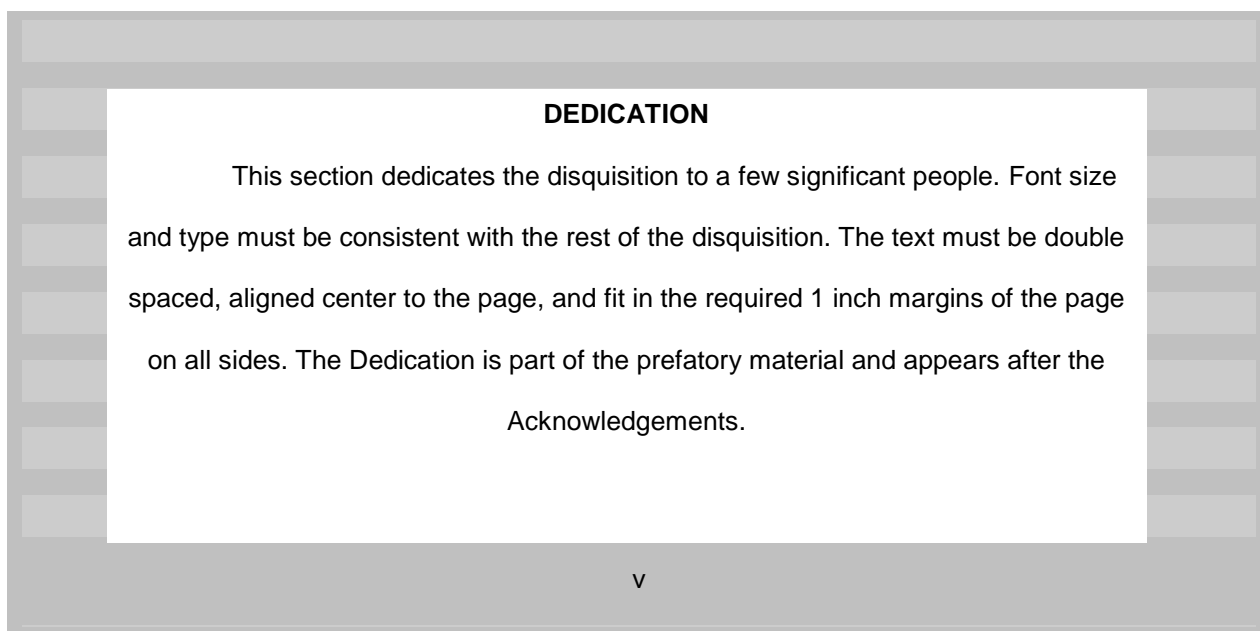 DEDICATION
This section dedicates the disquisition to a few significant people. Font size
and type must be consistent with the rest of the disquisition. The text must be double
spaced, aligned center to the page, and fit in the required 1 inch margins of the page
on all sides. The Dedication is part of the prefatory material and appears after the
Acknowledgements.
v